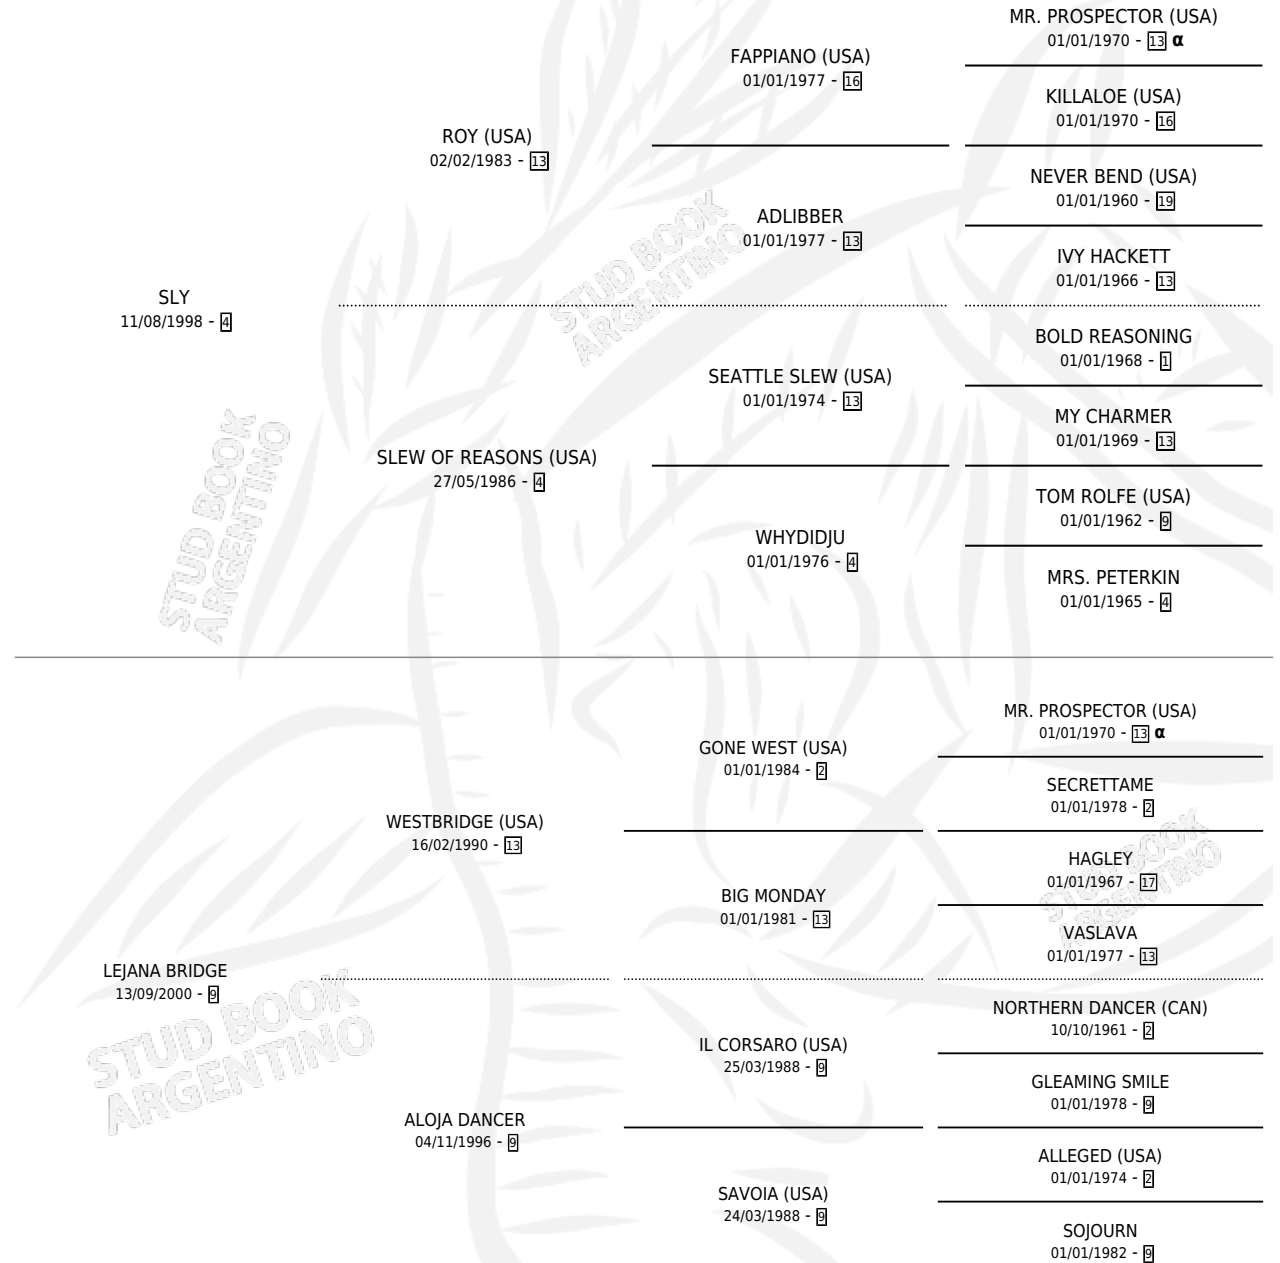 MR. PROSPECTOR (USA)
01/01/1970 - 13 α
FAPPIANO (USA)
01/01/1977 - 16
KILLALOE (USA)
01/01/1970 - 16
ROY (USA)
02/02/1983 - 13
NEVER BEND (USA)
01/01/1960 - 19
ADLIBBER
01/01/1977 - 13
IVY HACKETT
01/01/1966 - 13
SLY
11/08/1998 - 4
BOLD REASONING
01/01/1968 - 1
SEATTLE SLEW (USA)
01/01/1974 - 13
MY CHARMER
01/01/1969 - 13
SLEW OF REASONS (USA)
27/05/1986 - 4
TOM ROLFE (USA)
01/01/1962 - 9
WHYDIDJU
01/01/1976 - 4
MRS. PETERKIN
01/01/1965 - 4
MR. PROSPECTOR (USA)
01/01/1970 - 13 α
GONE WEST (USA)
01/01/1984 - 2
SECRETTAME
01/01/1978 - 2
WESTBRIDGE (USA)
16/02/1990 - 13
HAGLEY
01/01/1967 - 17
BIG MONDAY
01/01/1981 - 13
VASLAVA
01/01/1977 - 13
LEJANA BRIDGE
13/09/2000 - 9
NORTHERN DANCER (CAN)
10/10/1961 - 2
IL CORSARO (USA)
25/03/1988 - 9
GLEAMING SMILE
01/01/1978 - 9
ALOJA DANCER
04/11/1996 - 9
ALLEGED (USA)
01/01/1974 - 2
SAVOIA (USA)
24/03/1988 - 9
SOJOURN
01/01/1982 - 9
STUD BOOK
ARGENTINO
STUD BOOK
ARGENTINO
STUD BOOK
ARGENTINO
STUD BOOK
ARGENTINO